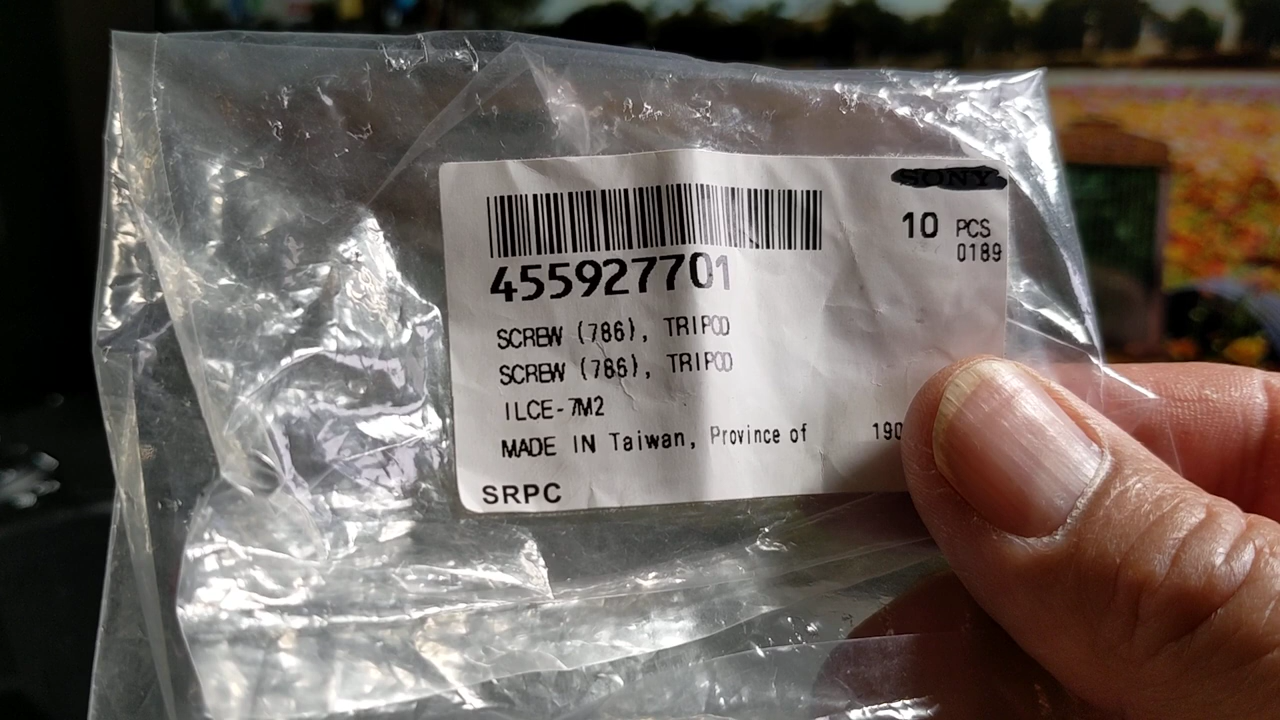 SONY
10 PCS
0189
455927701
SCREW (786), TRIPOD
SCREW (786), TRIPOD
ILCE-7M2
MADE IN Taiwan, Province of 190
SRPC